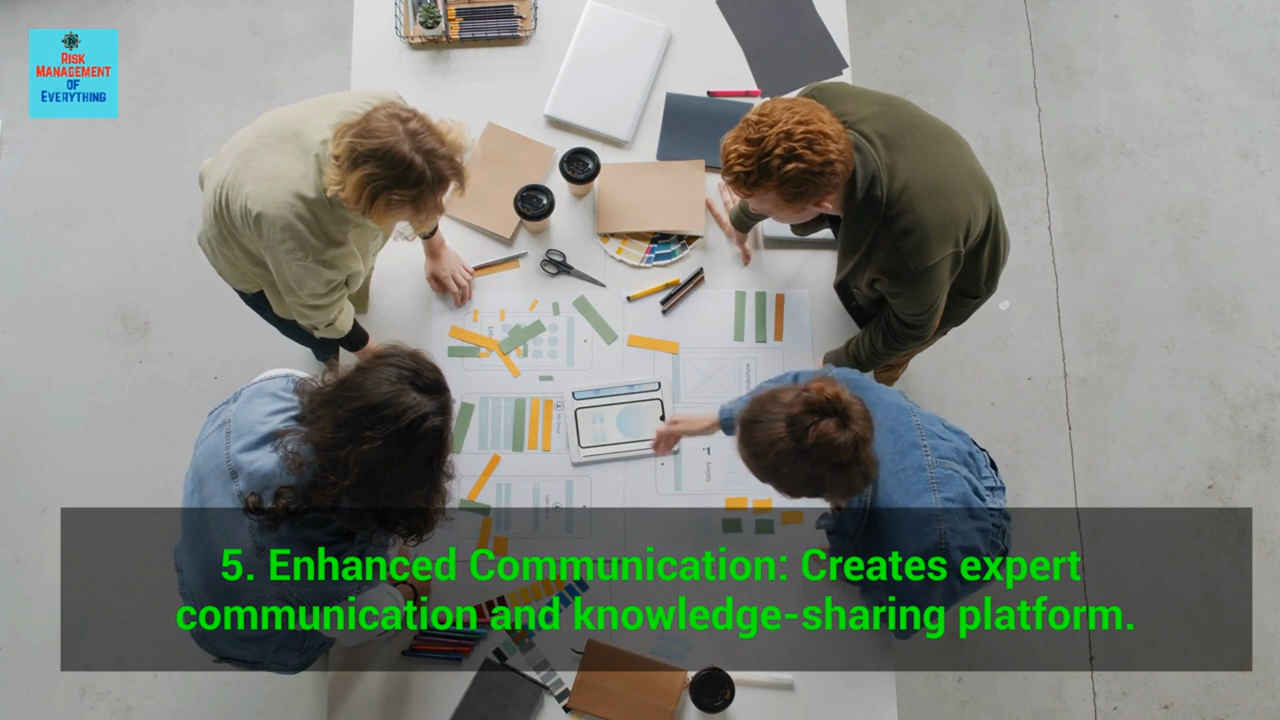 RISK
MANAGEMENT
OF
EVERYTHING
5. Enhanced Communication: Creates expert
communication and knowledge-sharing platform.